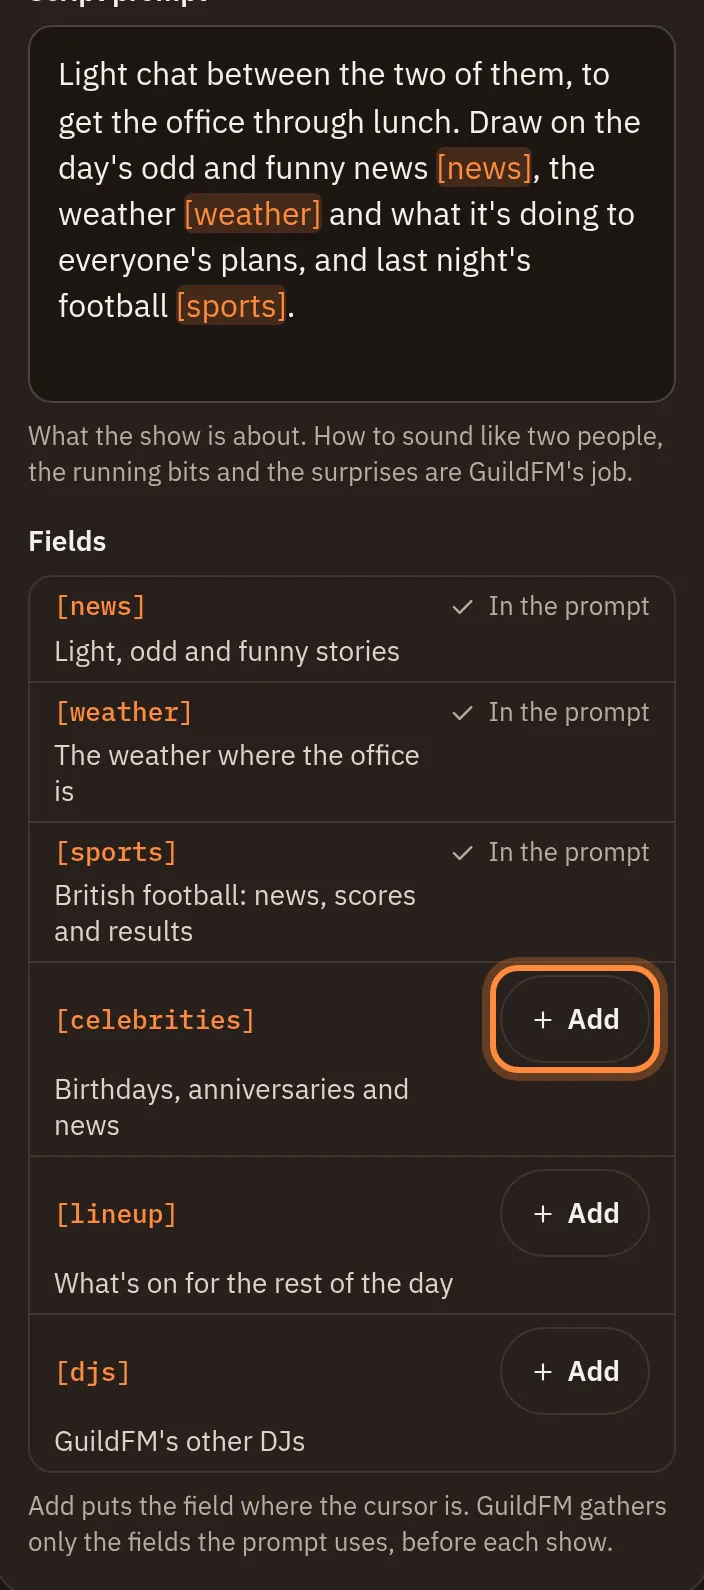 Script prompt
Light chat between the two of them, to
get the office through lunch. Draw on the
day's odd and funny news [news], the
weather [weather] and what it's doing to
everyone's plans, and last night's
football [sports].
What the show is about. How to sound like two people,
the running bits and the surprises are GuildFM's job.
Fields
[news] In the prompt
Light, odd and funny stories
[weather] In the prompt
The weather where the office
is
[sports] In the prompt
British football: news, scores
and results
[celebrities] + Add
Birthdays, anniversaries and
news
[lineup] + Add
What's on for the rest of the day
[djs] + Add
GuildFM's other DJs
Add puts the field where the cursor is. GuildFM gathers
only the fields the prompt uses, before each show.